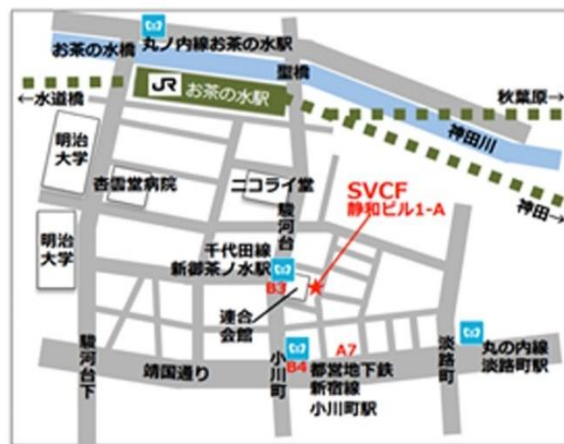 丸ノ内線お茶の水駅
お茶の水橋
聖橋
JR お茶の水駅
秋葉原→
←水道橋
神田川
明治
大学
杏雲堂病院
ニコライ堂
SVCF
静和ビル1-A
神田→
駿河台
明治
大学
千代田線
新御茶ノ水駅
B3
連合
会館
駿河台下
靖国通り
小川町
B4
A7
都営地下鉄
新宿線
小川町駅
淡路町
丸の内線
淡路町駅